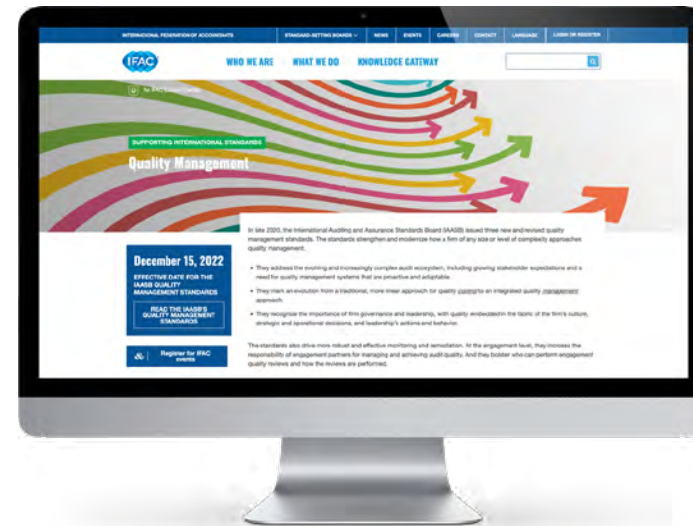 INTERNATIONAL FEDERATION OF ACCOUNTANTS
STANDARD-SETTING BOARDS
NEWS
EVENTS
CAREERS
CONTACT
LANGUAGE
LOGIN OR REGISTER
IFAC
WHO WE ARE
WHAT WE DO
KNOWLEDGE GATEWAY
SUPPORTING INTERNATIONAL STANDARDS
Quality Management
In late 2020, the International Auditing and Assurance Standards Board (IAASB) issued three new and revised quality
management standards. The standards strengthen and modernize how a firm of any size or level of complexity approaches
quality management.
• They address the evolving and increasingly complex audit ecosystem, including growing stakeholder expectations and a
need for quality management systems that are proactive and adaptable.
• They mark an evolution from a traditional, more linear approach for quality control to an integrated quality management
approach.
• They recognize the importance of firm governance and leadership, with quality embedded in the fabric of the firm's culture,
strategic and operational decisions, and leadership's actions and behavior.
The standards also drive more robust and effective monitoring and remediation. At the engagement level, they increase the
responsibility of engagement partners for managing and achieving audit quality. And they bolster who can perform engagement
quality reviews and how the reviews are performed.
December 15, 2022
EFFECTIVE DATE FOR THE
IAASB QUALITY
MANAGEMENT STANDARDS
READ THE IAASB'S
QUALITY MANAGEMENT
STANDARDS
Register for IFAC
events